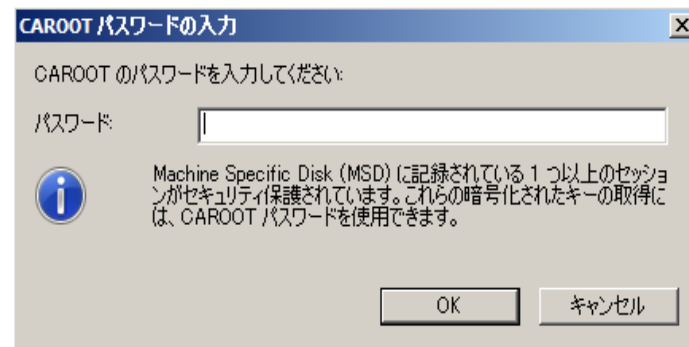 CAROOT パスワードの入力
CAROOT のパスワードを入力してください:
パスワード:
Machine Specific Disk (MSD) に記録されている 1 つ以上のセッショ
ンがセキュリティ保護されています。これらの暗号化されたキーの取得に
は、CAROOT パスワードを使用できます。
OK
キャンセル